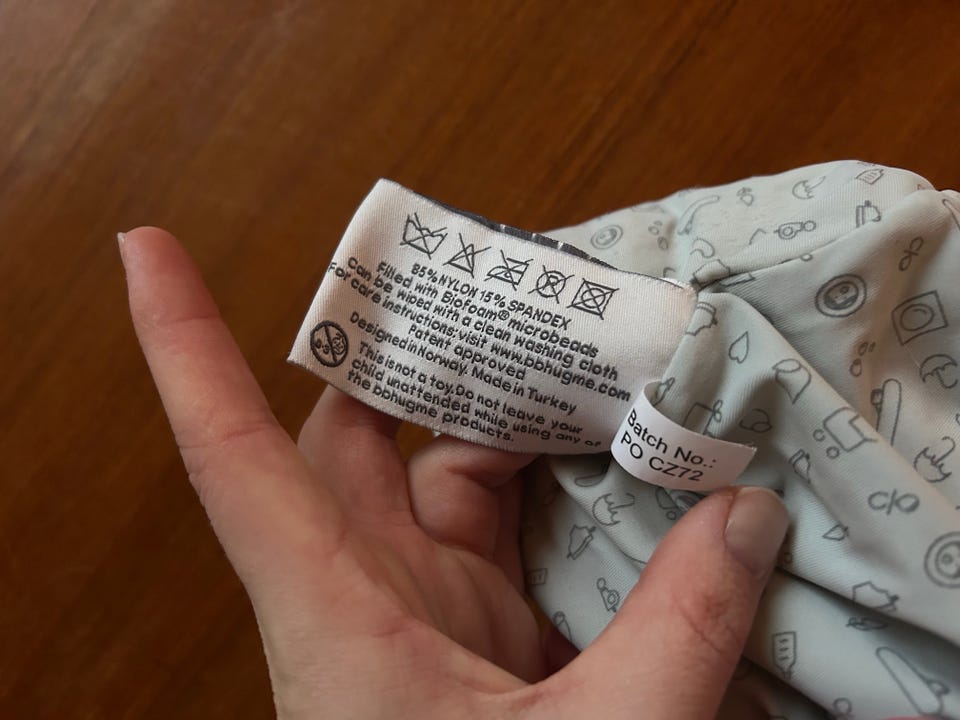 85%NYLON 15% SPANDEX
Filled with BioFoam® microbeads
Can be wiped with a clean washing cloth
For care instructions: visit www.bbhugme.com
Patent approved
Designed in Norway. Made in Turkey
This is not a toy. Do not leave your
child unattended while using any of
the bbhugme products.
Batch No.:
PO CZ72